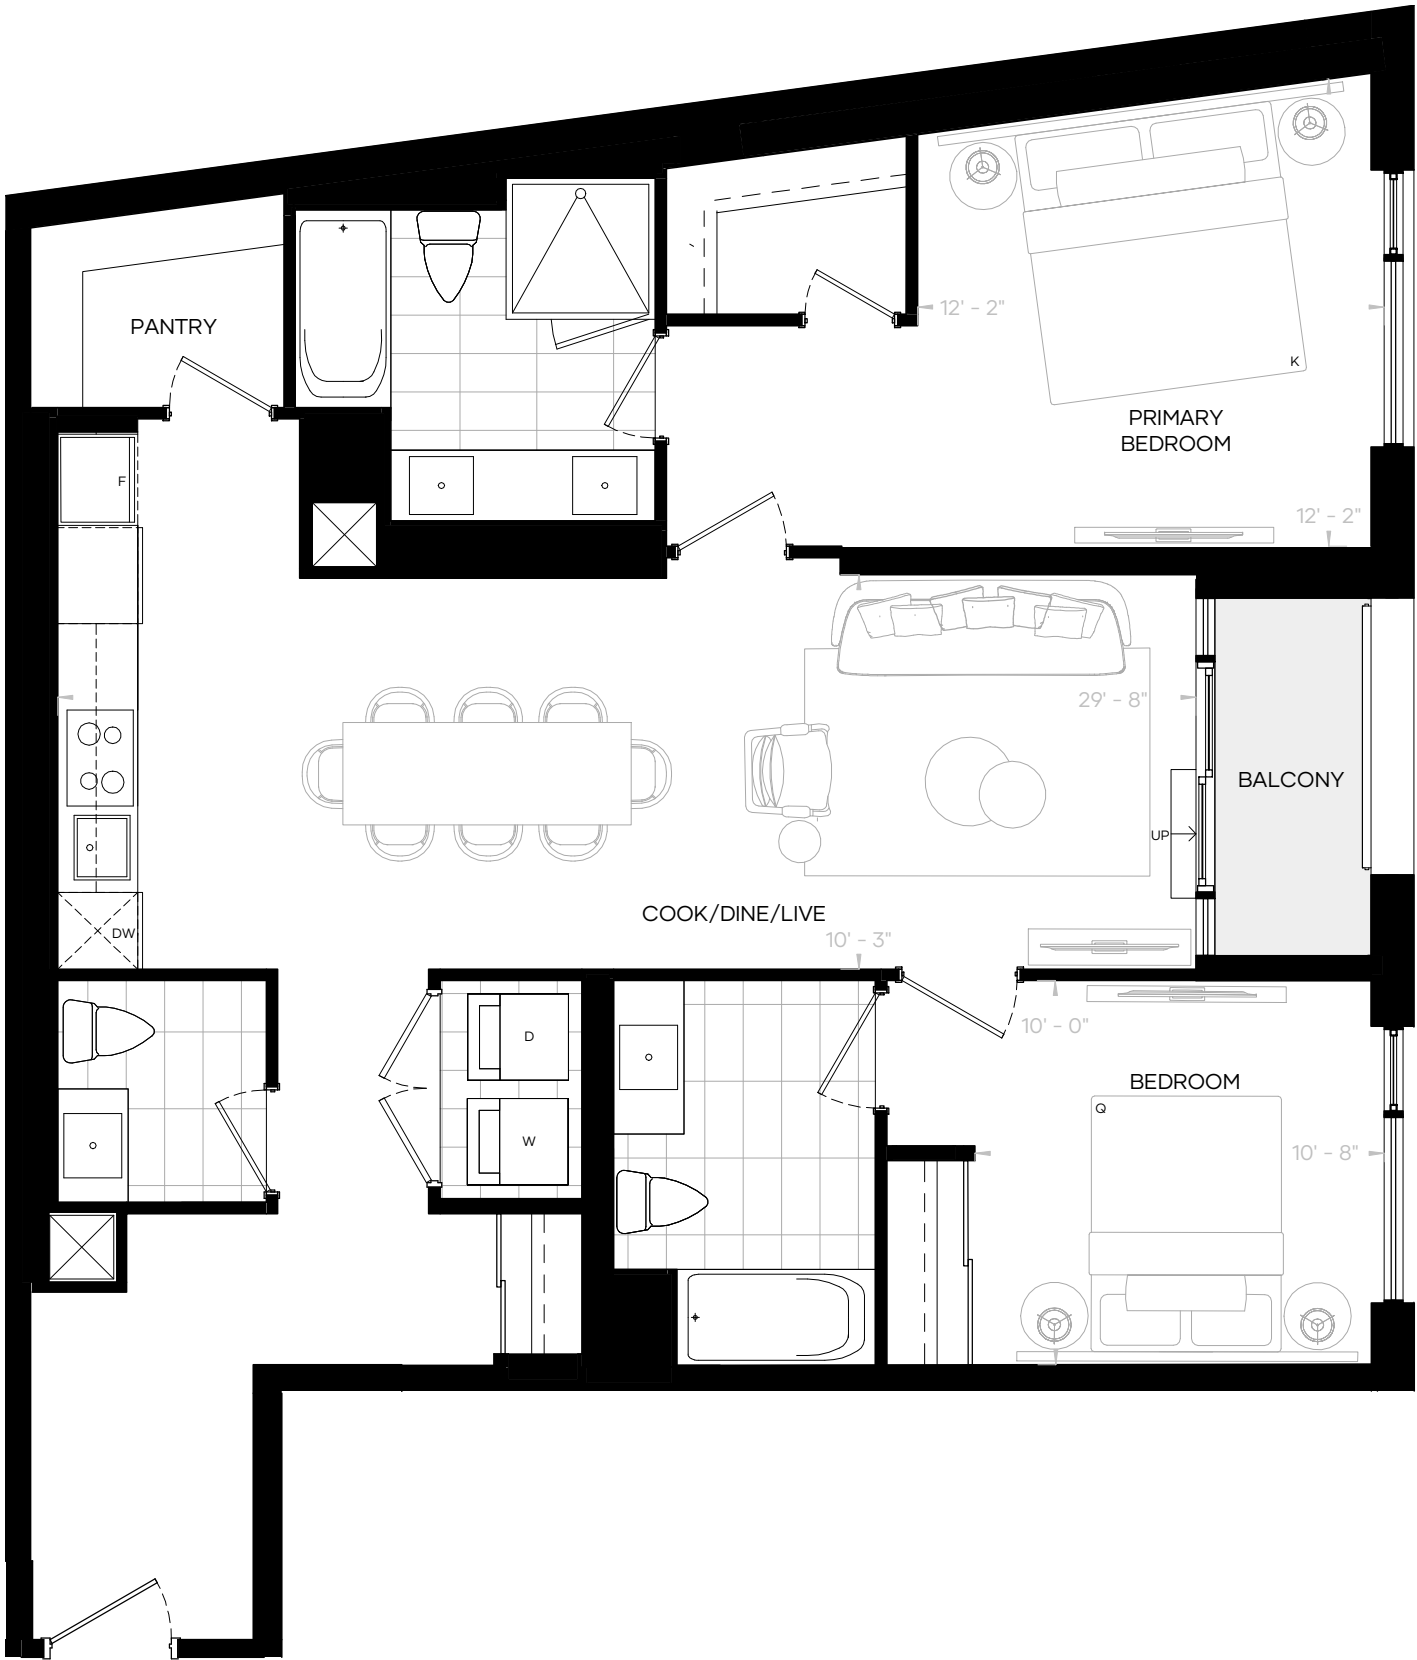 PANTRY
12' - 2"
K
PRIMARY
BEDROOM
F
12' - 2"
29' - 8"
BALCONY
UP
COOK/DINE/LIVE
DW
10' - 3"
10' - 0"
D
BEDROOM
Q
W
10' - 8"